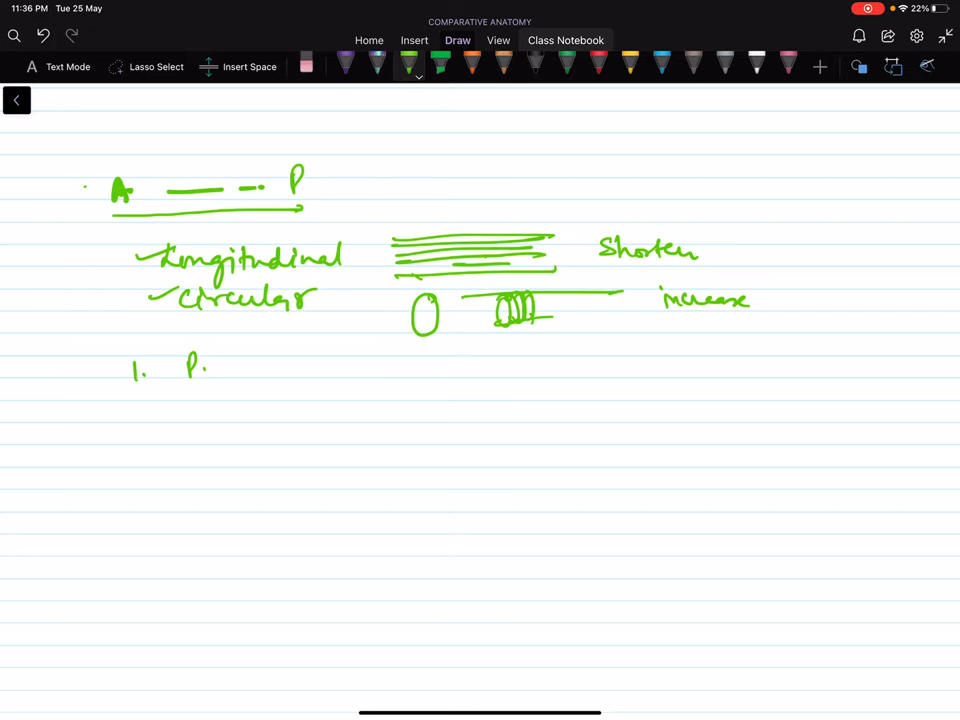 11:36 PM Tue 25 May 22%
COMPARATIVE ANATOMY
Home Insert Draw View Class Notebook
A Text Mode Lasso Select Insert Space
A P
Longitudinal Shorten
Circular increase
1. P.